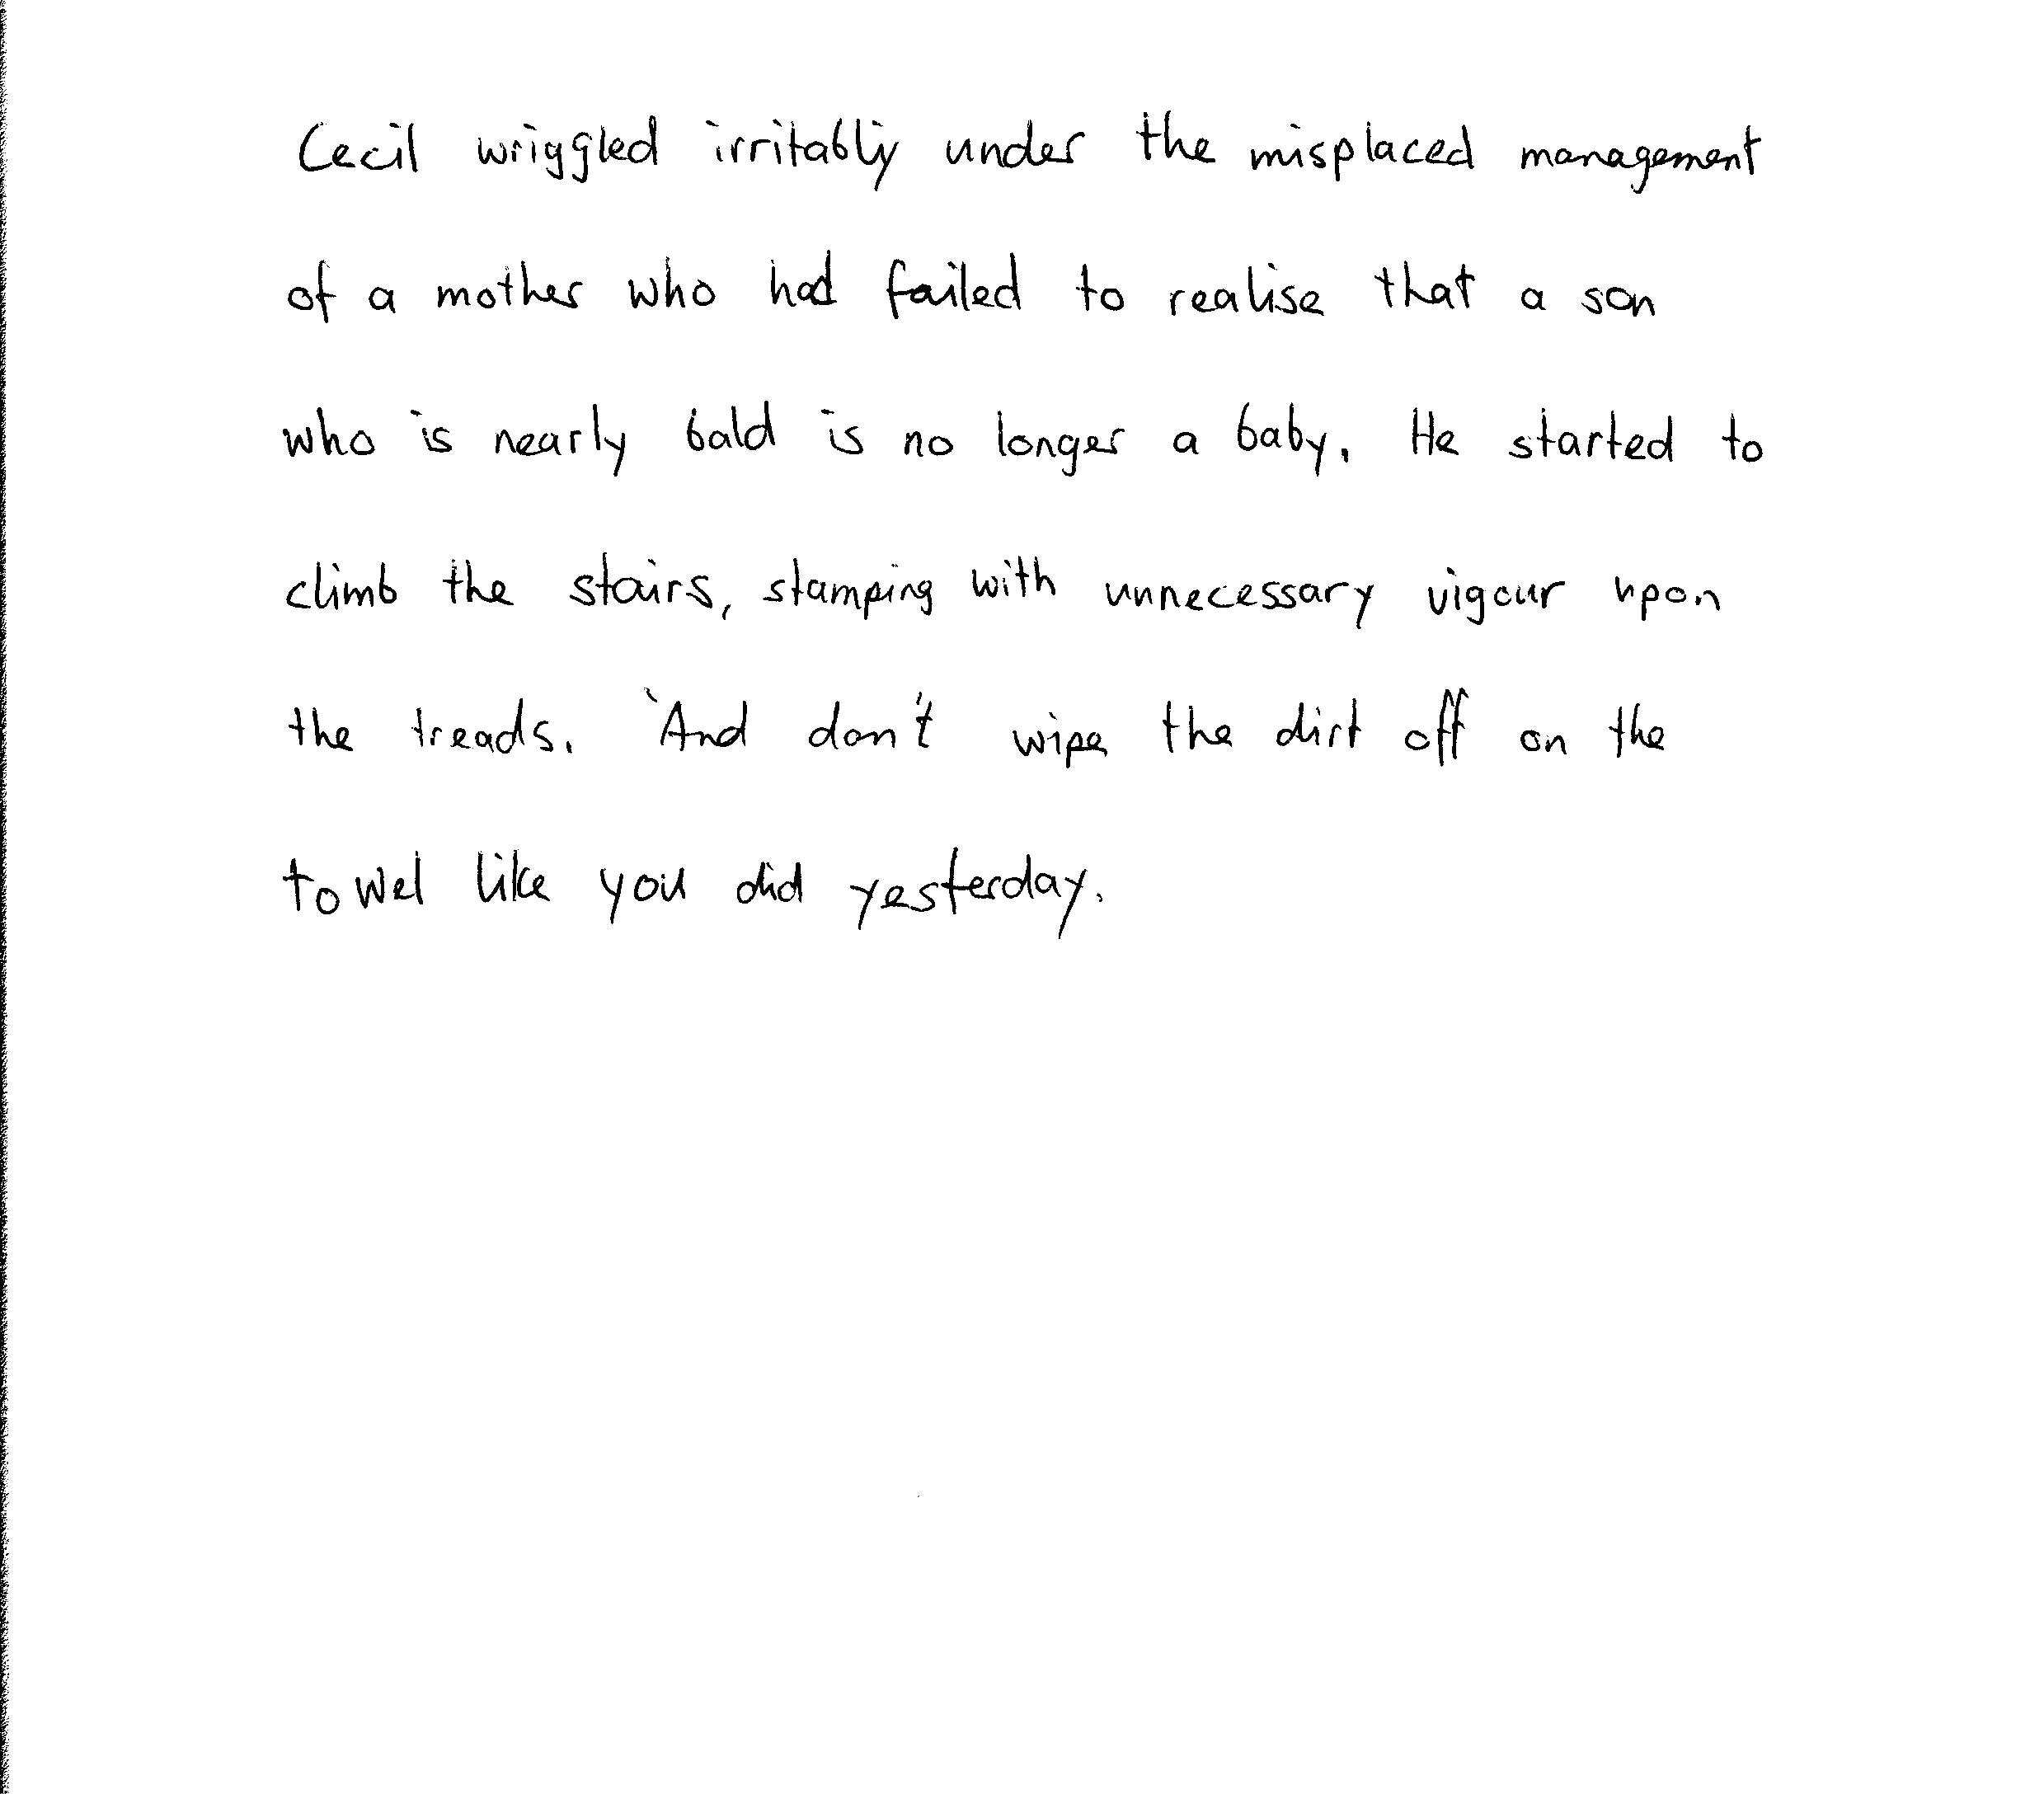 Cecil wriggled irritably under the misplaced management
of a mother who had failed to realise that a son
who is nearly bald is no longer a baby. He started to
climb the stairs, stamping with unnecessary vigour upon
the treads. 'And don't wipe the dirt off on the
towel like you did yesterday.